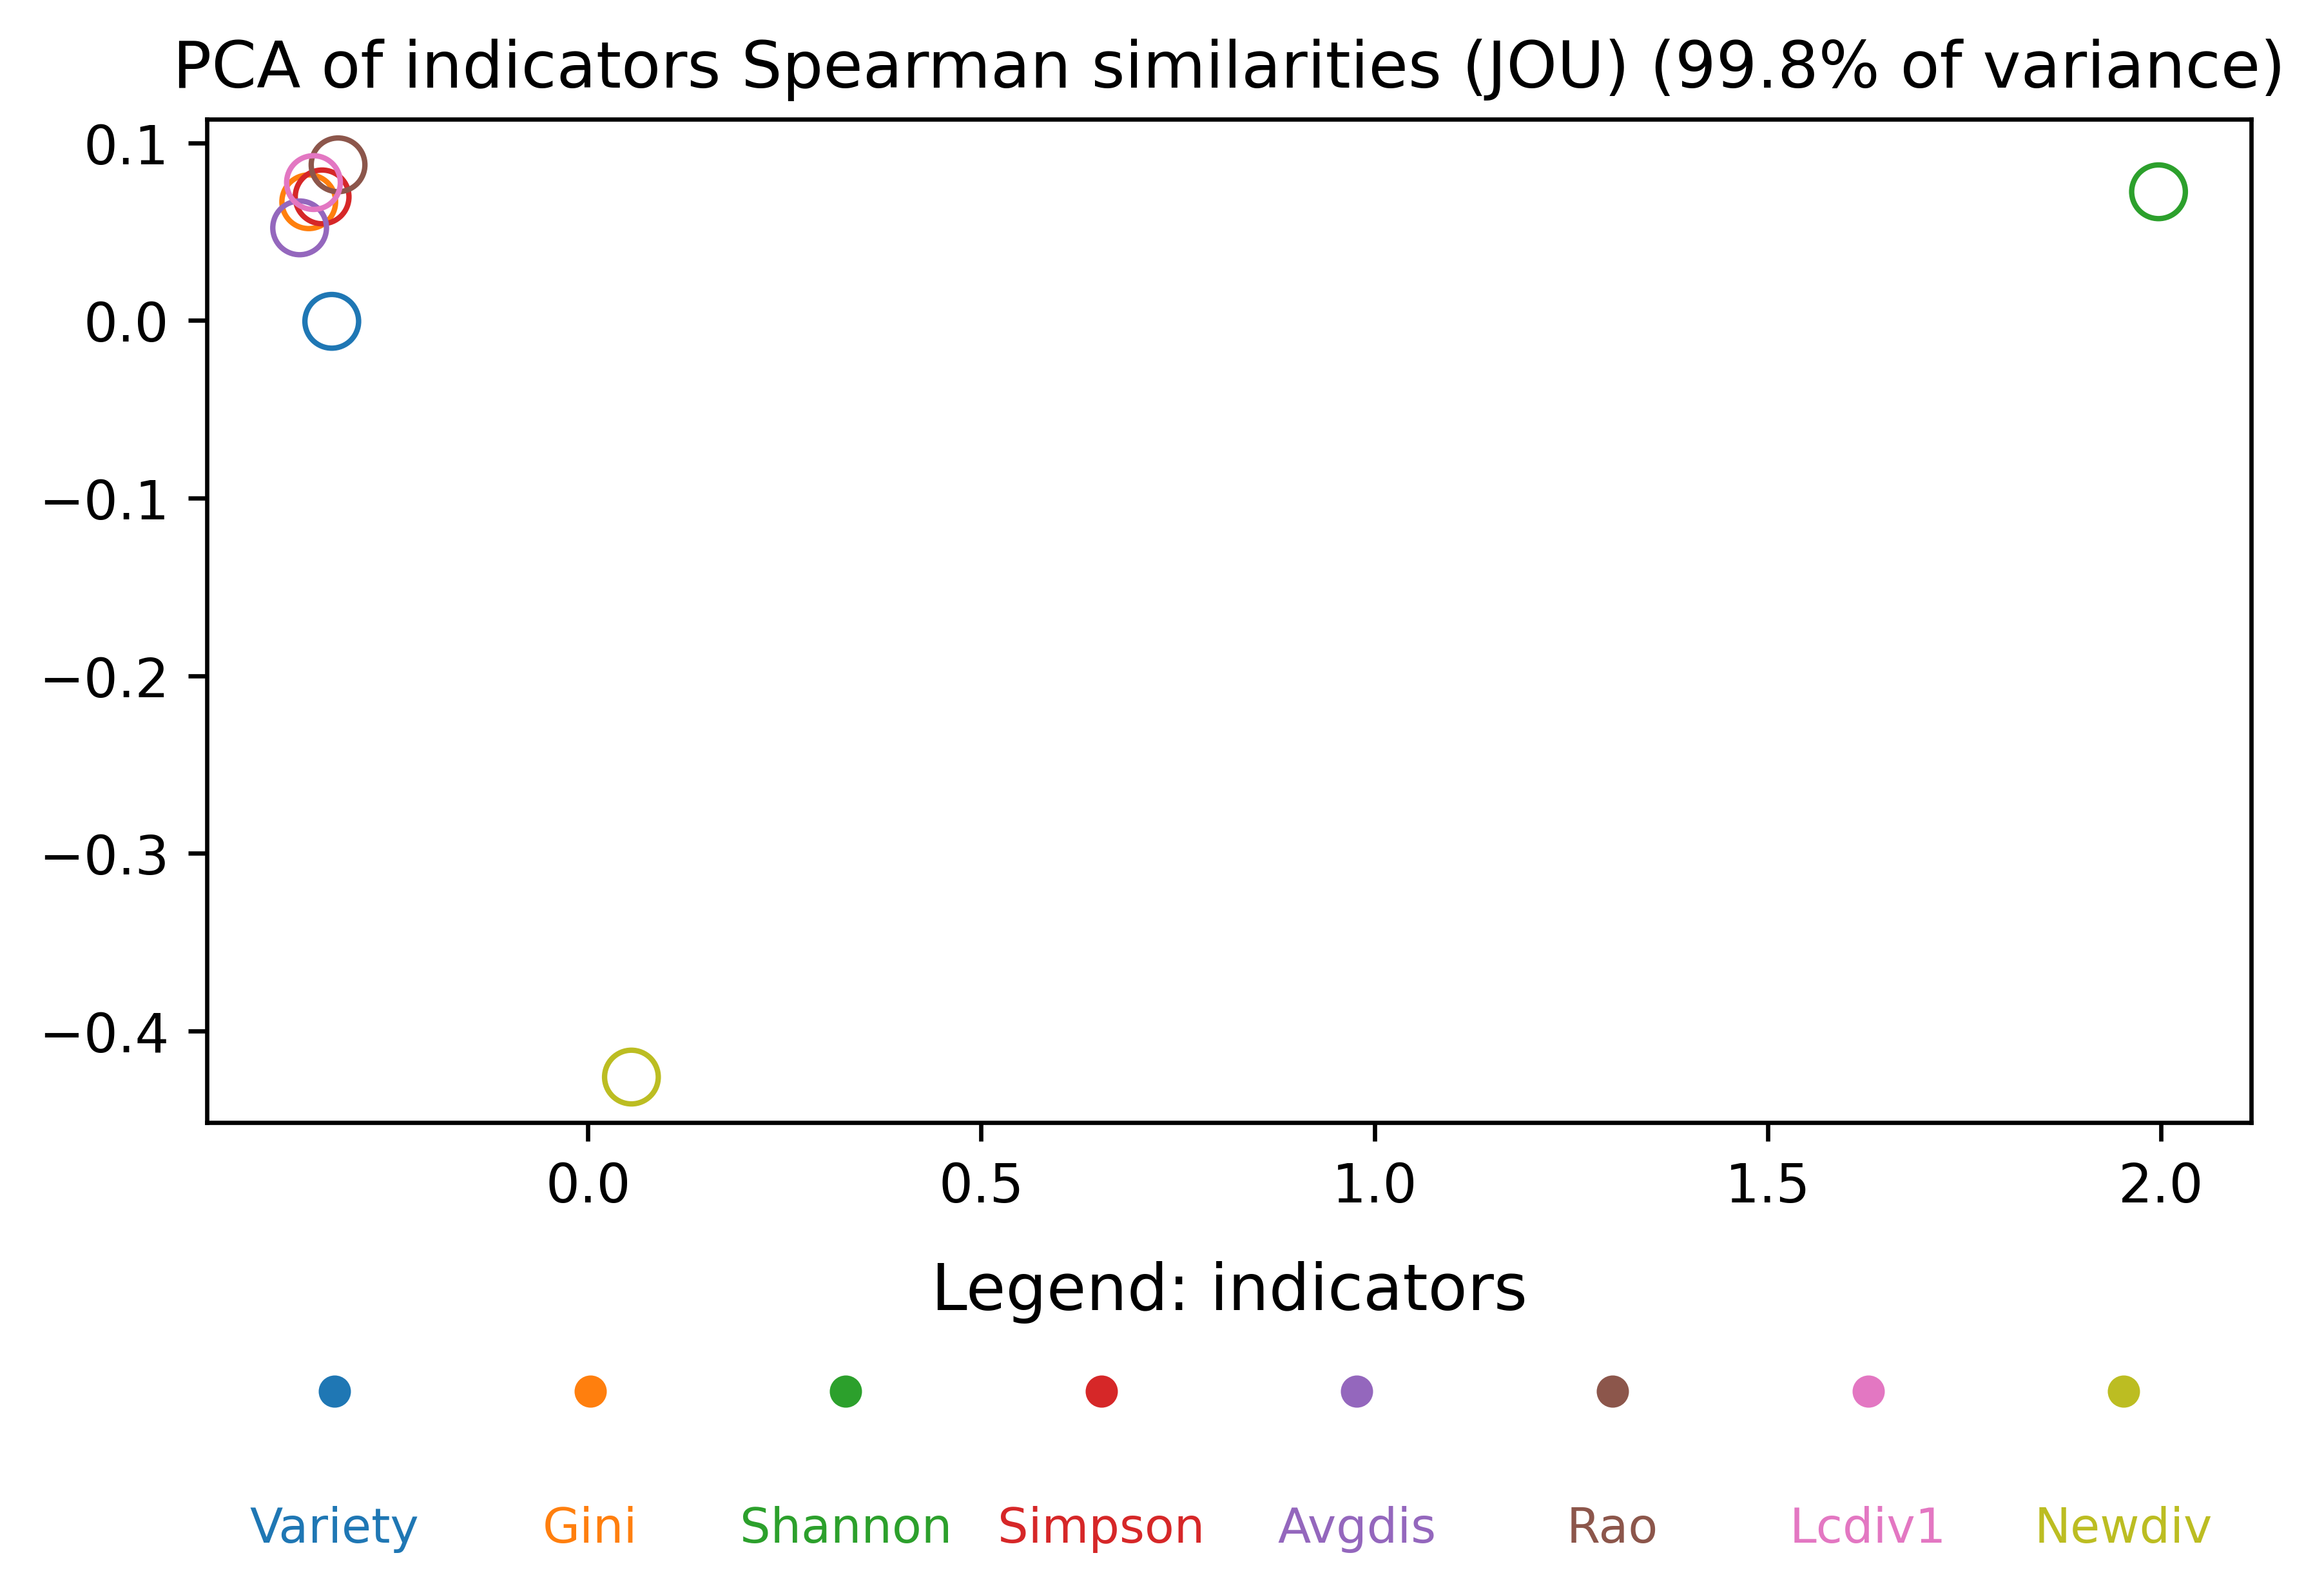 PCA of indicators Spearman similarities (JOU) (99.8% of variance)
0.1
0.0
−0.1
−0.2
−0.3
−0.4
0.0 0.5 1.0 1.5 2.0
Legend: indicators
Variety Gini Shannon Simpson Avgdis Rao Lcdiv1 Newdiv